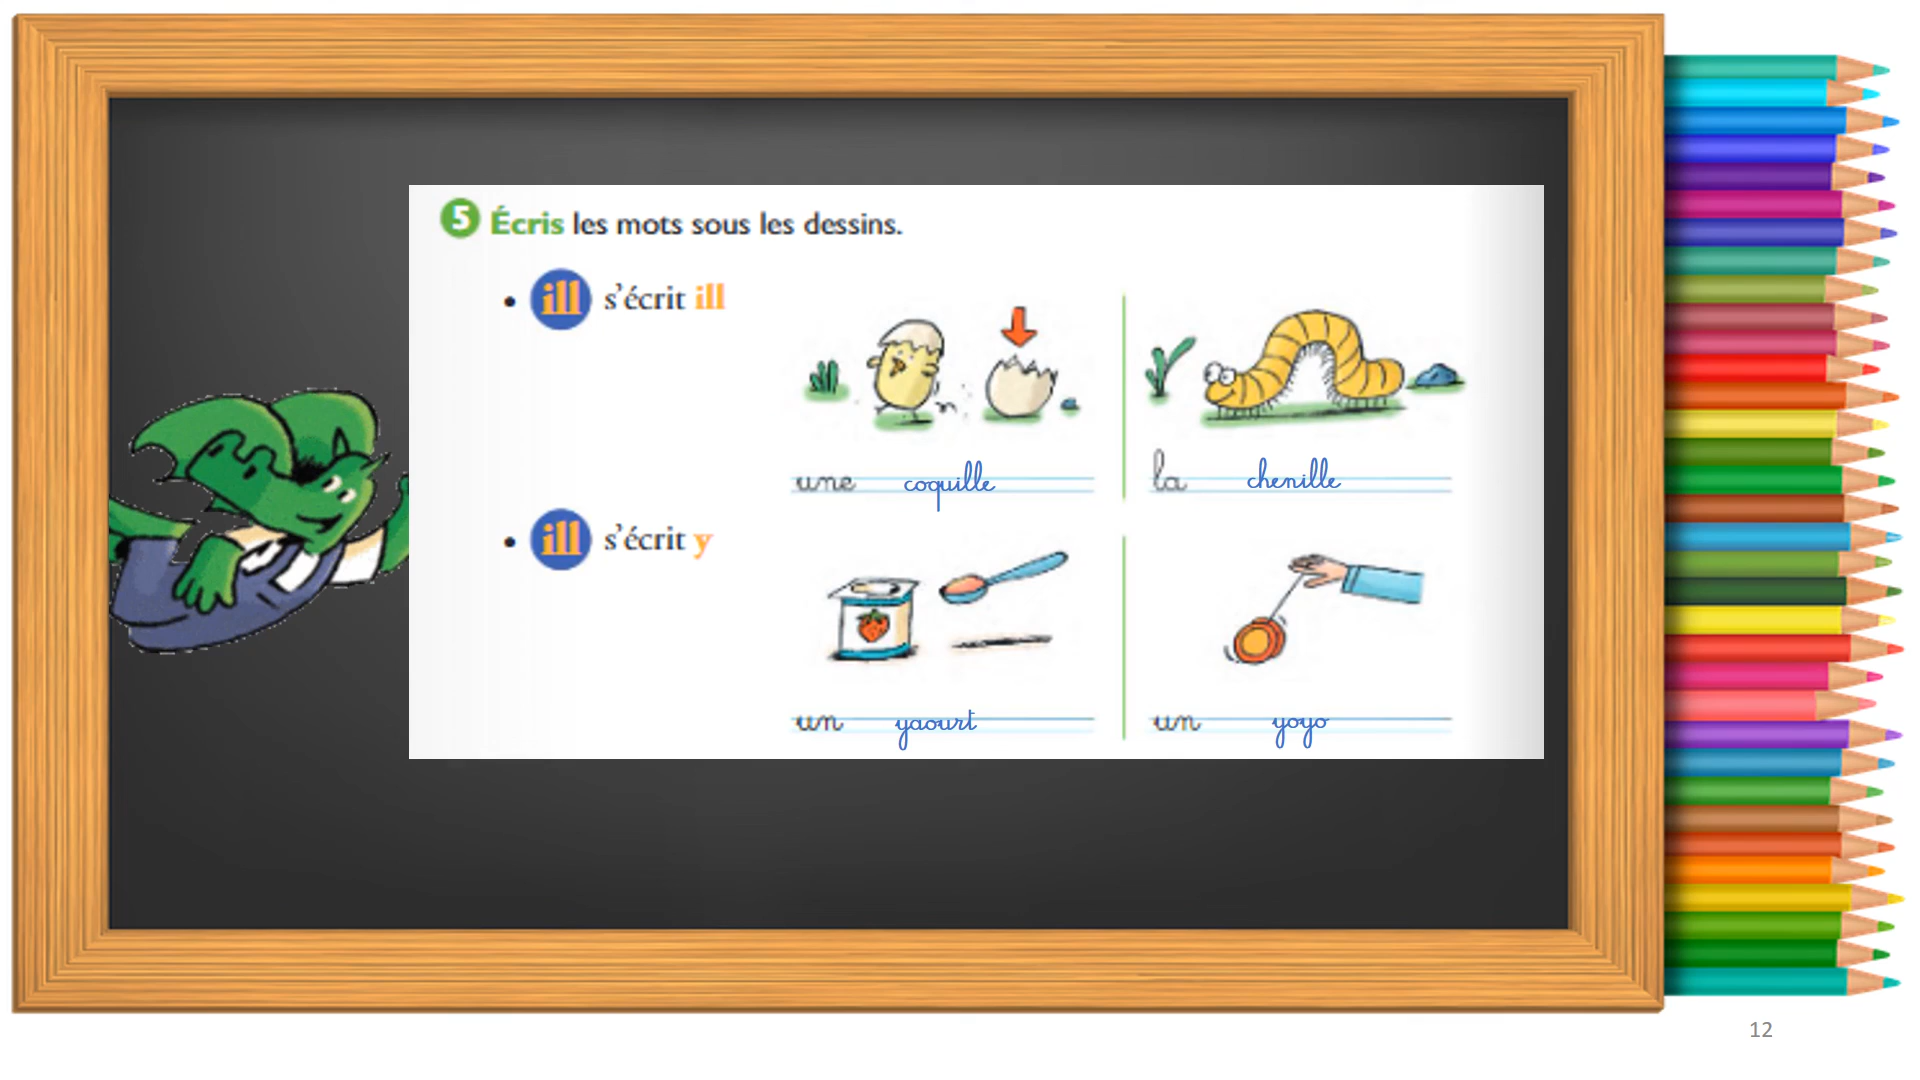 5 Écris les mots sous les dessins.
• ill s'écrit ill
une coquille
la chenille
• ill s'écrit y
un yaourt
un yoyo
12